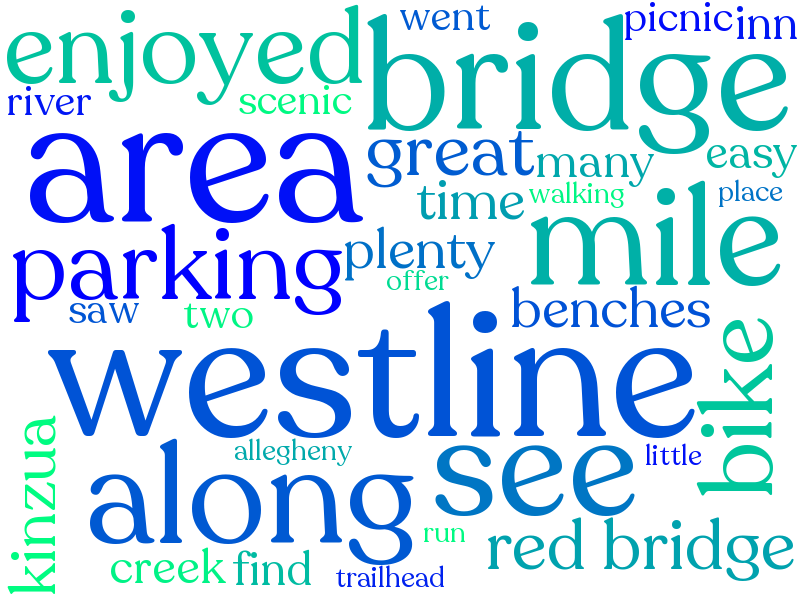 went
picnic
inn
enjoyed
bridge
river
scenic
area
great
many
easy
time
walking
place
mile
parking
plenty
offer
saw
two
benches
westline
bike
kinzua
allegheny
see
little
along
run
red bridge
creek
find
trailhead